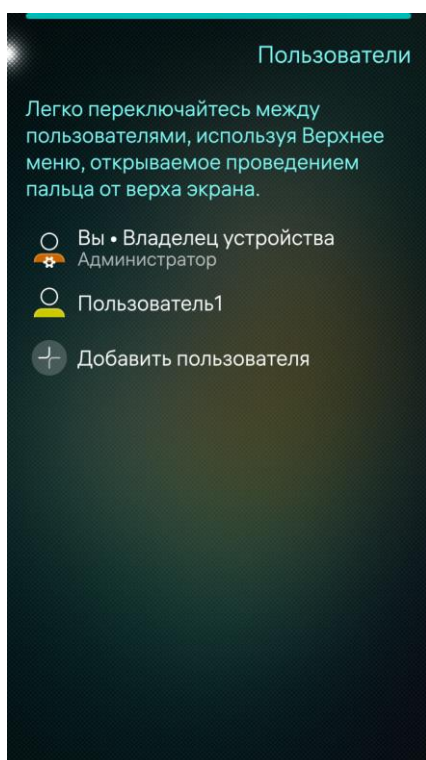 Пользователи
Легко переключайтесь между
пользователями, используя Верхнее
меню, открываемое проведением
пальца от верха экрана.
Вы • Владелец устройства
Администратор
Пользователь1
Добавить пользователя